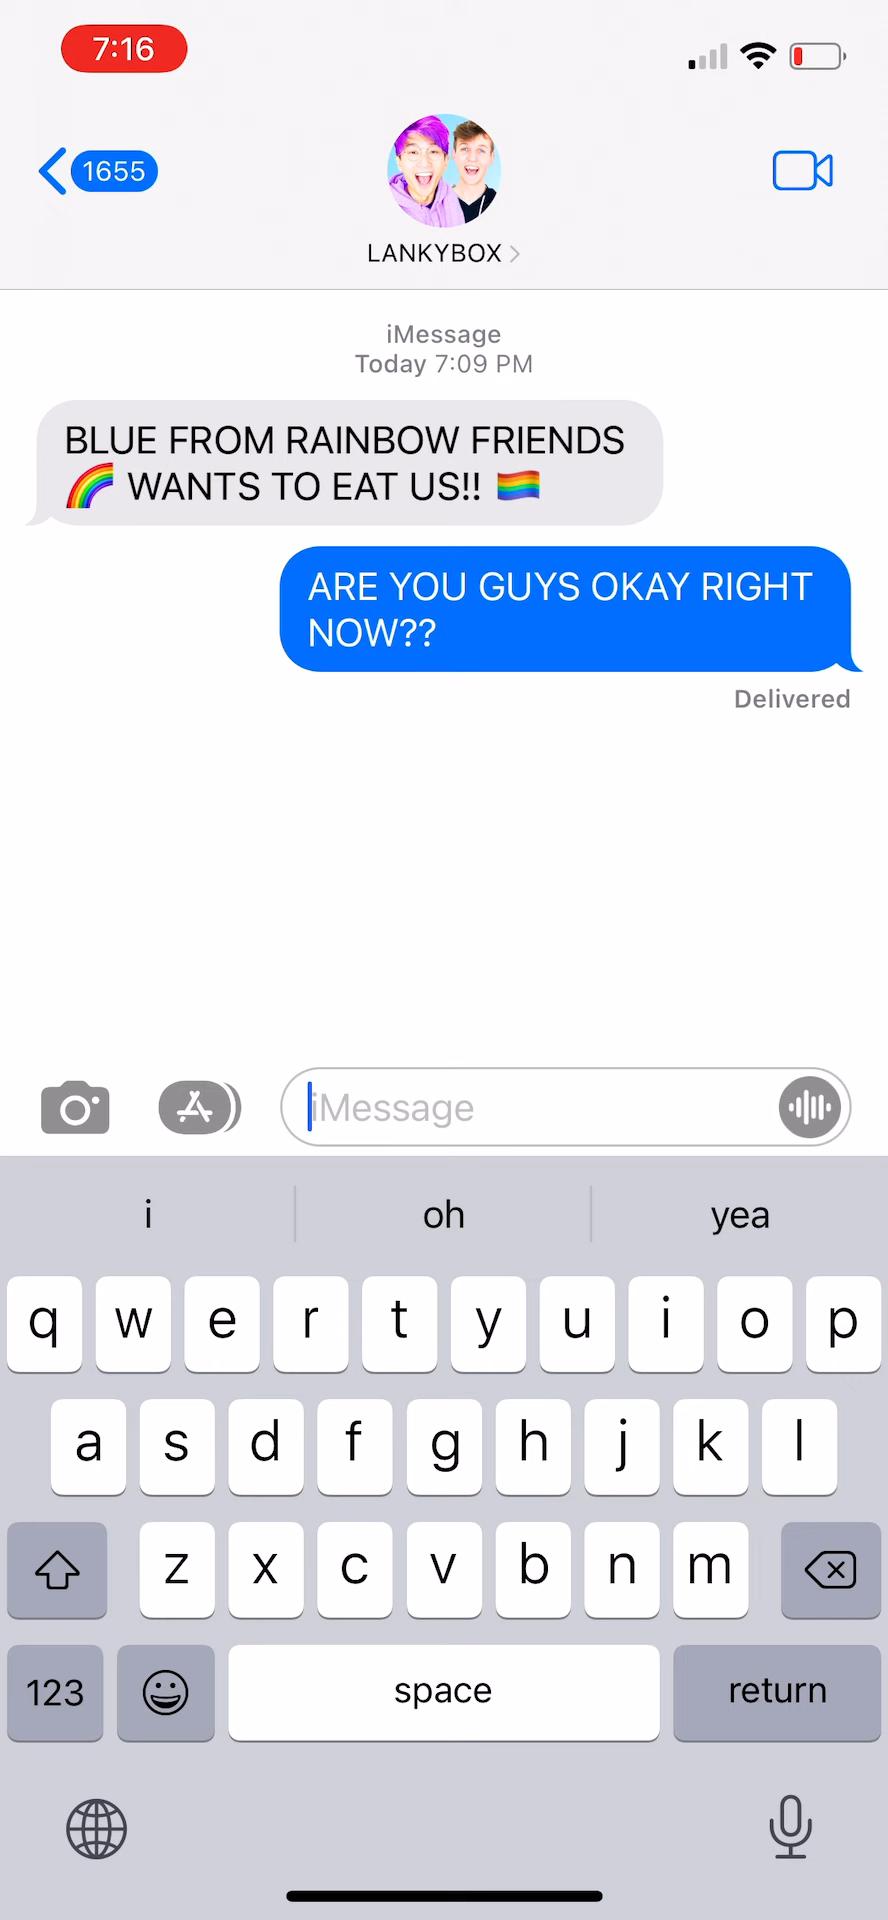 7:16
1655
LANKYBOX
iMessage
Today 7:09 PM
BLUE FROM RAINBOW FRIENDS
🌈 WANTS TO EAT US!! 🏳️‍🌈
ARE YOU GUYS OKAY RIGHT
NOW??
Delivered
iMessage
i oh yea
q w e r t y u i o p
a s d f g h j k l
z x c v b n m
123 space return